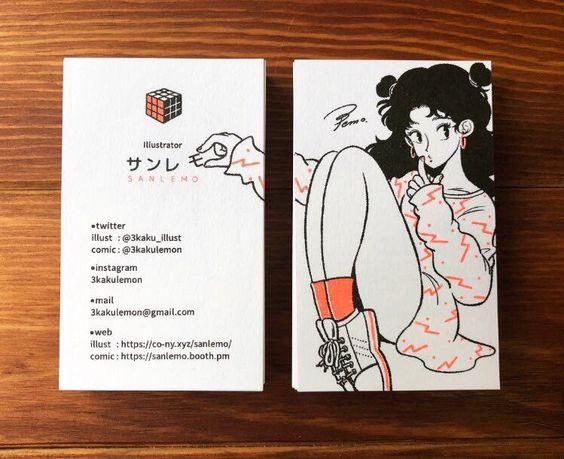 Illustrator
サンレモ
SANLEMO
●twitter
illust : @3kaku_illust
comic : @3kakulemon
●instagram
3kakulemon
●mail
3kakulemon@gmail.com
●web
illust : https://co-ny.xyz/sanlemo/
comic : https://sanlemo.booth.pm